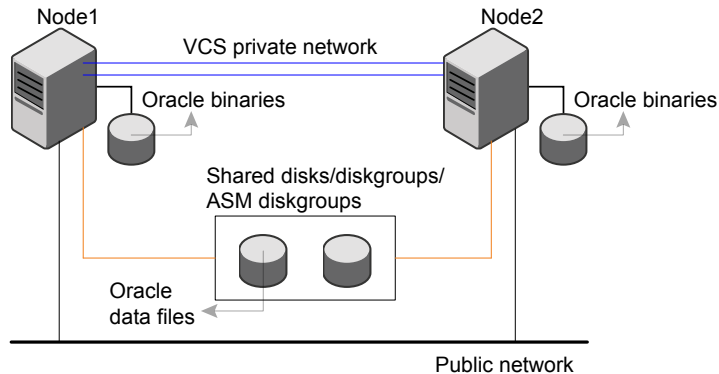 Node1
Node2
VCS private network
Oracle binaries
Oracle binaries
Shared disks/diskgroups/
ASM diskgroups
Oracle
data files
Public network